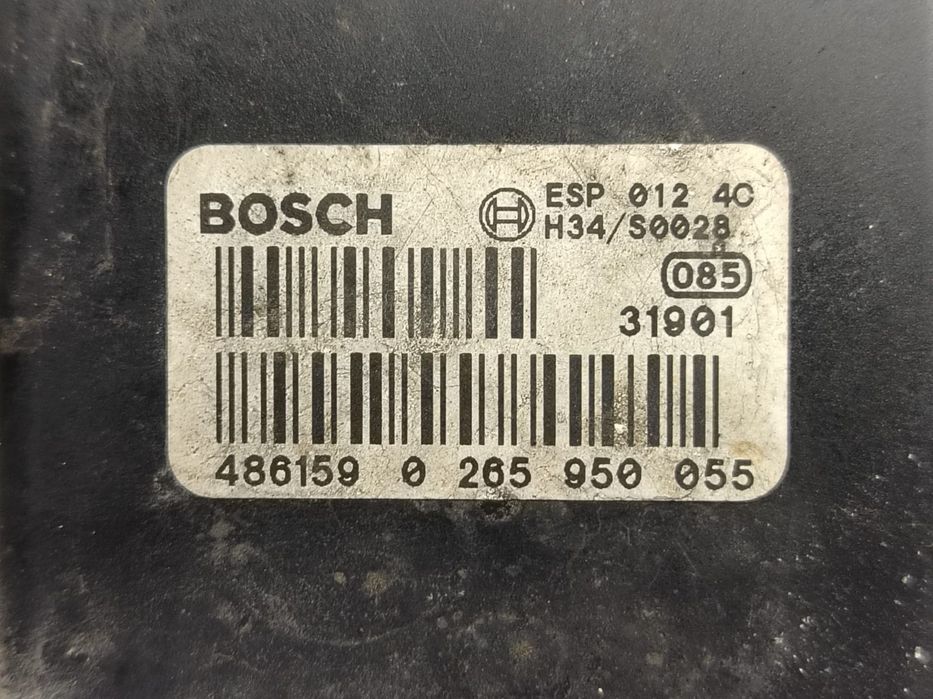 BOSCH
ESP 012 4C
H34/S0028
085
31901
486159 0 265 950 055